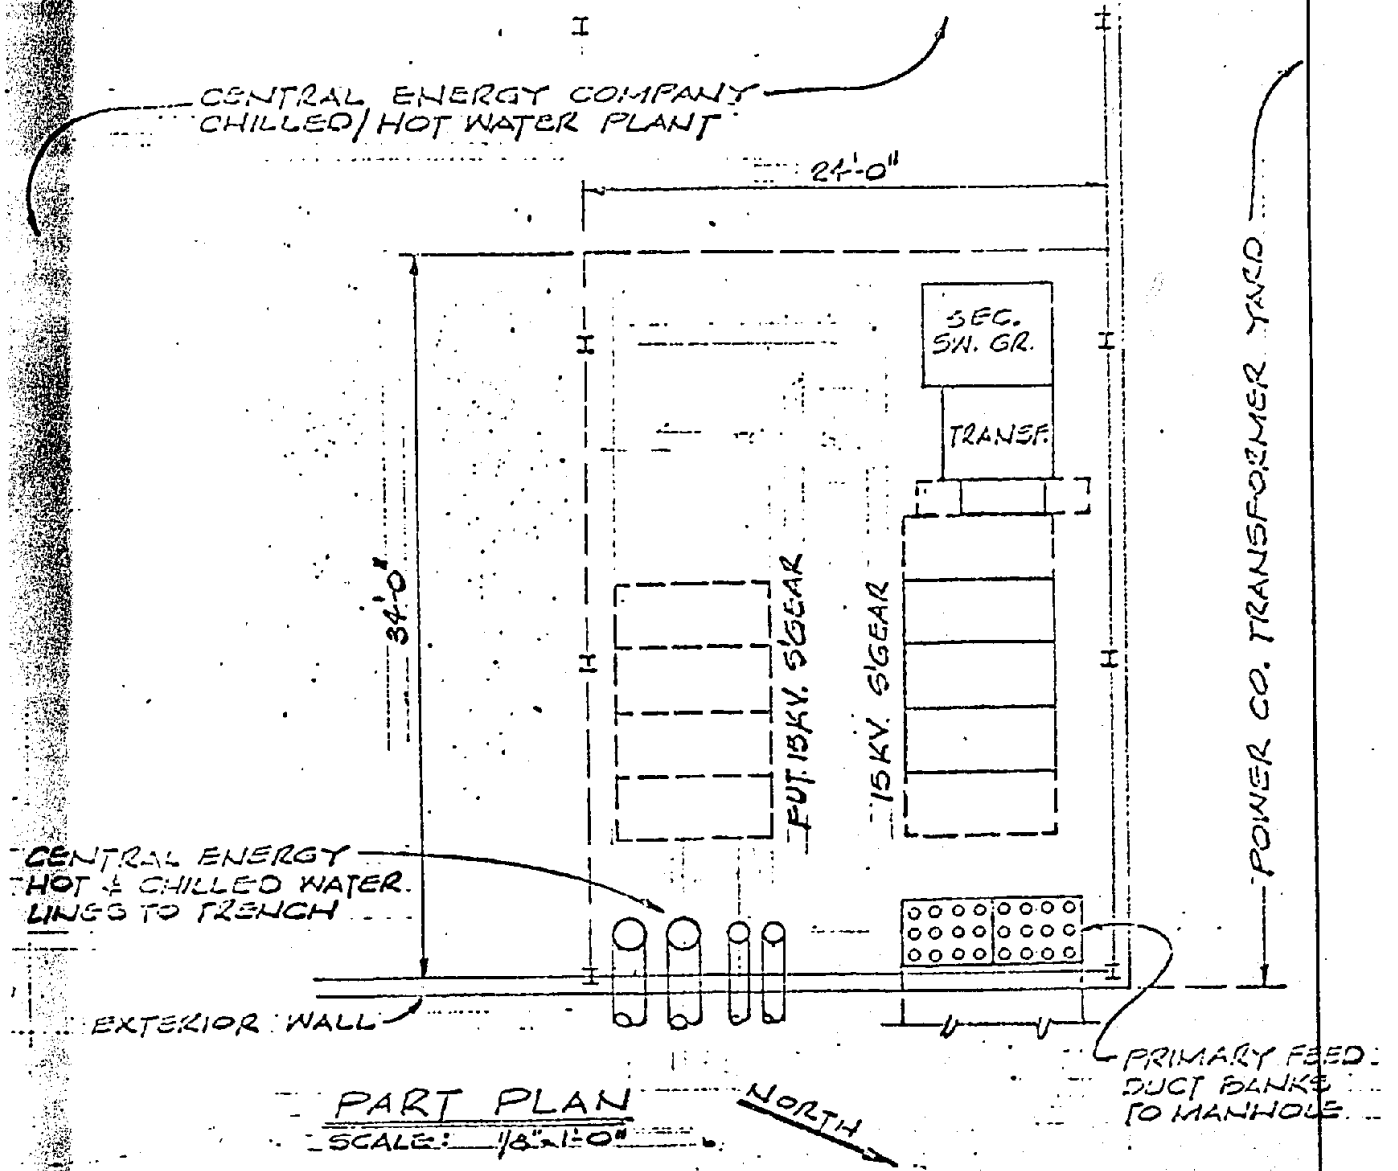 CENTRAL ENERGY COMPANY
CHILLED/HOT WATER PLANT
24'-0"
SEC.
SW. GR.
TRANSF.
34'-0"
FUT. 15KV. S'GEAR
15KV. S'GEAR
POWER CO. TRANSFORMER YARD
CENTRAL ENERGY
HOT & CHILLED WATER
LINES TO TRENCH
EXTERIOR WALL
PRIMARY FEED
DUCT BANKS
TO MANHOLE
PART PLAN
SCALE: 1/8"=1'-0"
NORTH